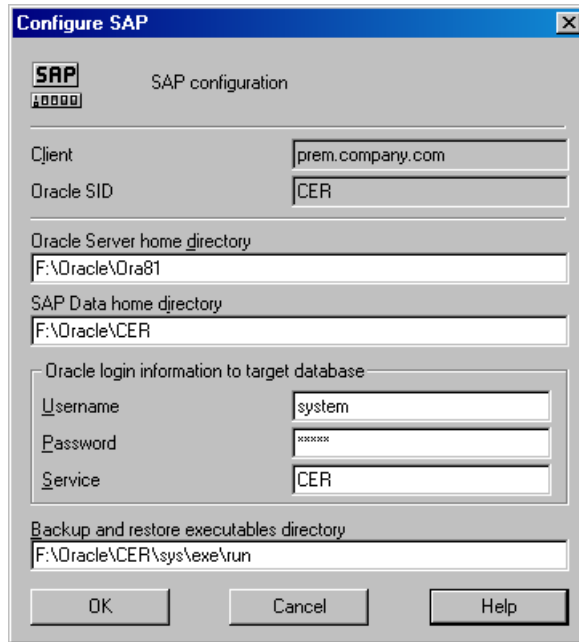 Configure SAP
SAP
SAP configuration
Client prem.company.com
Oracle SID CER
Oracle Server home directory
F:\Oracle\Ora81
SAP Data home directory
F:\Oracle\CER
Oracle login information to target database
Username system
Password *****
Service CER
Backup and restore executables directory
F:\Oracle\CER\sys\exe\run
OK Cancel Help